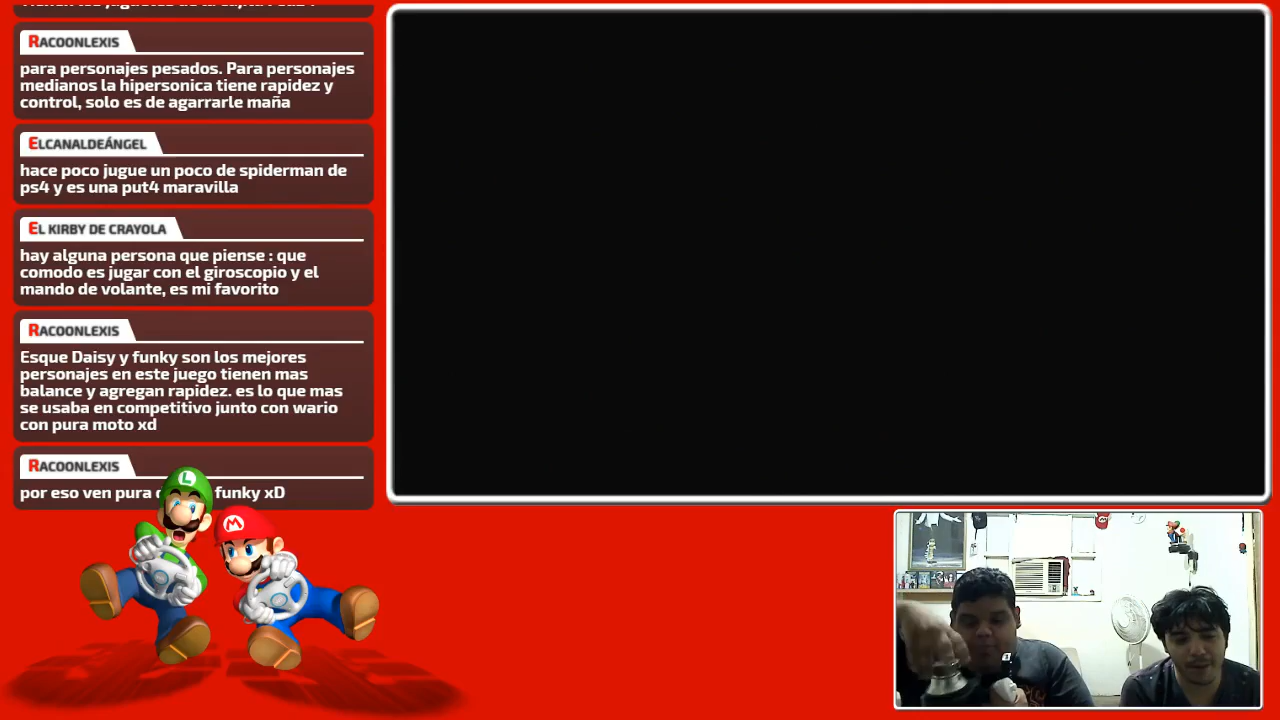 RACOONLEXIS
para personajes pesados. Para personajes
medianos la hipersonica tiene rapidez y
control, solo es de agarrarle maña
ELCANALDEÁNGEL
hace poco jugue un poco de spiderman de
ps4 y es una put4 maravilla
EL KIRBY DE CRAYOLA
hay alguna persona que piense : que
comodo es jugar con el giroscopio y el
mando de volante, es mi favorito
RACOONLEXIS
Esque Daisy y funky son los mejores
personajes en este juego tienen mas
balance y agregan rapidez. es lo que mas
se usaba en competitivo junto con wario
con pura moto xd
RACOONLEXIS
por eso ven pura funky xD
L
M